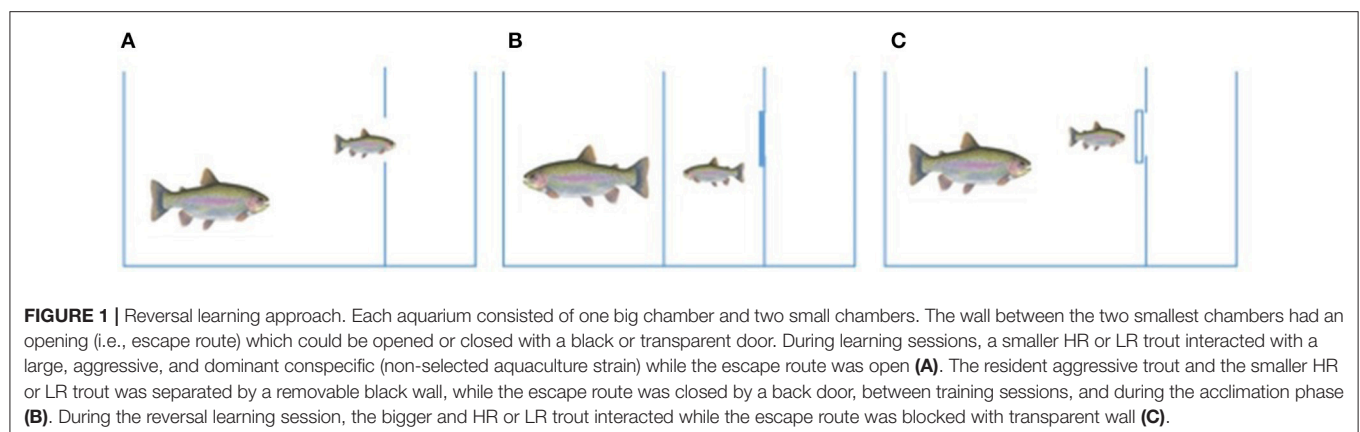 A B C
FIGURE 1 | Reversal learning approach. Each aquarium consisted of one big chamber and two small chambers. The wall between the two smallest chambers had an
opening (i.e., escape route) which could be opened or closed with a black or transparent door. During learning sessions, a smaller HR or LR trout interacted with a
large, aggressive, and dominant conspecific (non-selected aquaculture strain) while the escape route was open (A). The resident aggressive trout and the smaller HR
or LR trout was separated by a removable black wall, while the escape route was closed by a back door, between training sessions, and during the acclimation phase
(B). During the reversal learning session, the bigger and HR or LR trout interacted while the escape route was blocked with transparent wall (C).